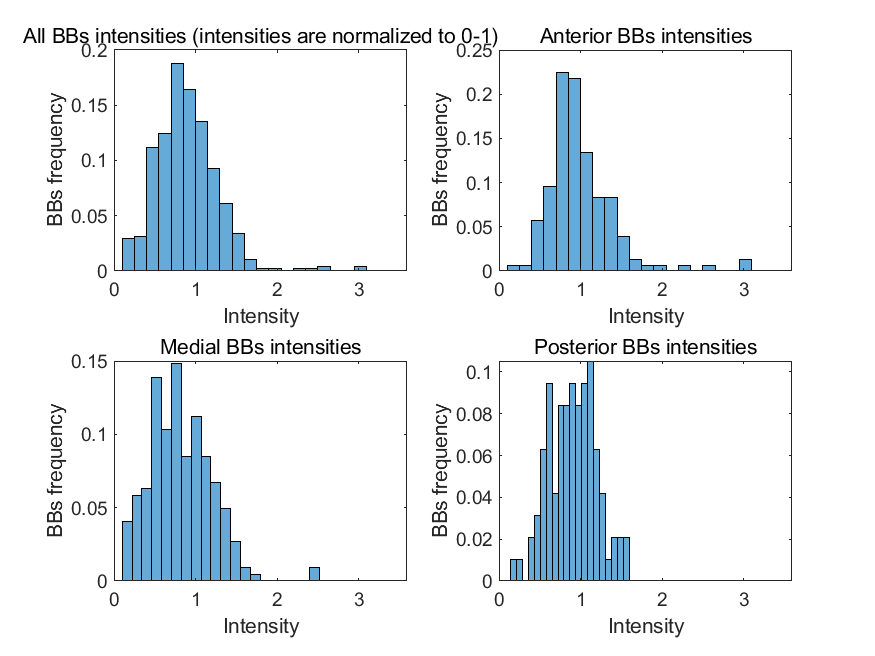 All BBs intensities (intensities are normalized to 0-1)
0.2
0.15
0.1
0.05
0
BBs frequency
0 1 2 3
Intensity
Anterior BBs intensities
0.25
0.2
0.15
0.1
0.05
0
BBs frequency
0 1 2 3
Intensity
Medial BBs intensities
0.15
0.1
0.05
0
BBs frequency
0 1 2 3
Intensity
Posterior BBs intensities
0.1
0.08
0.06
0.04
0.02
0
BBs frequency
0 1 2 3
Intensity